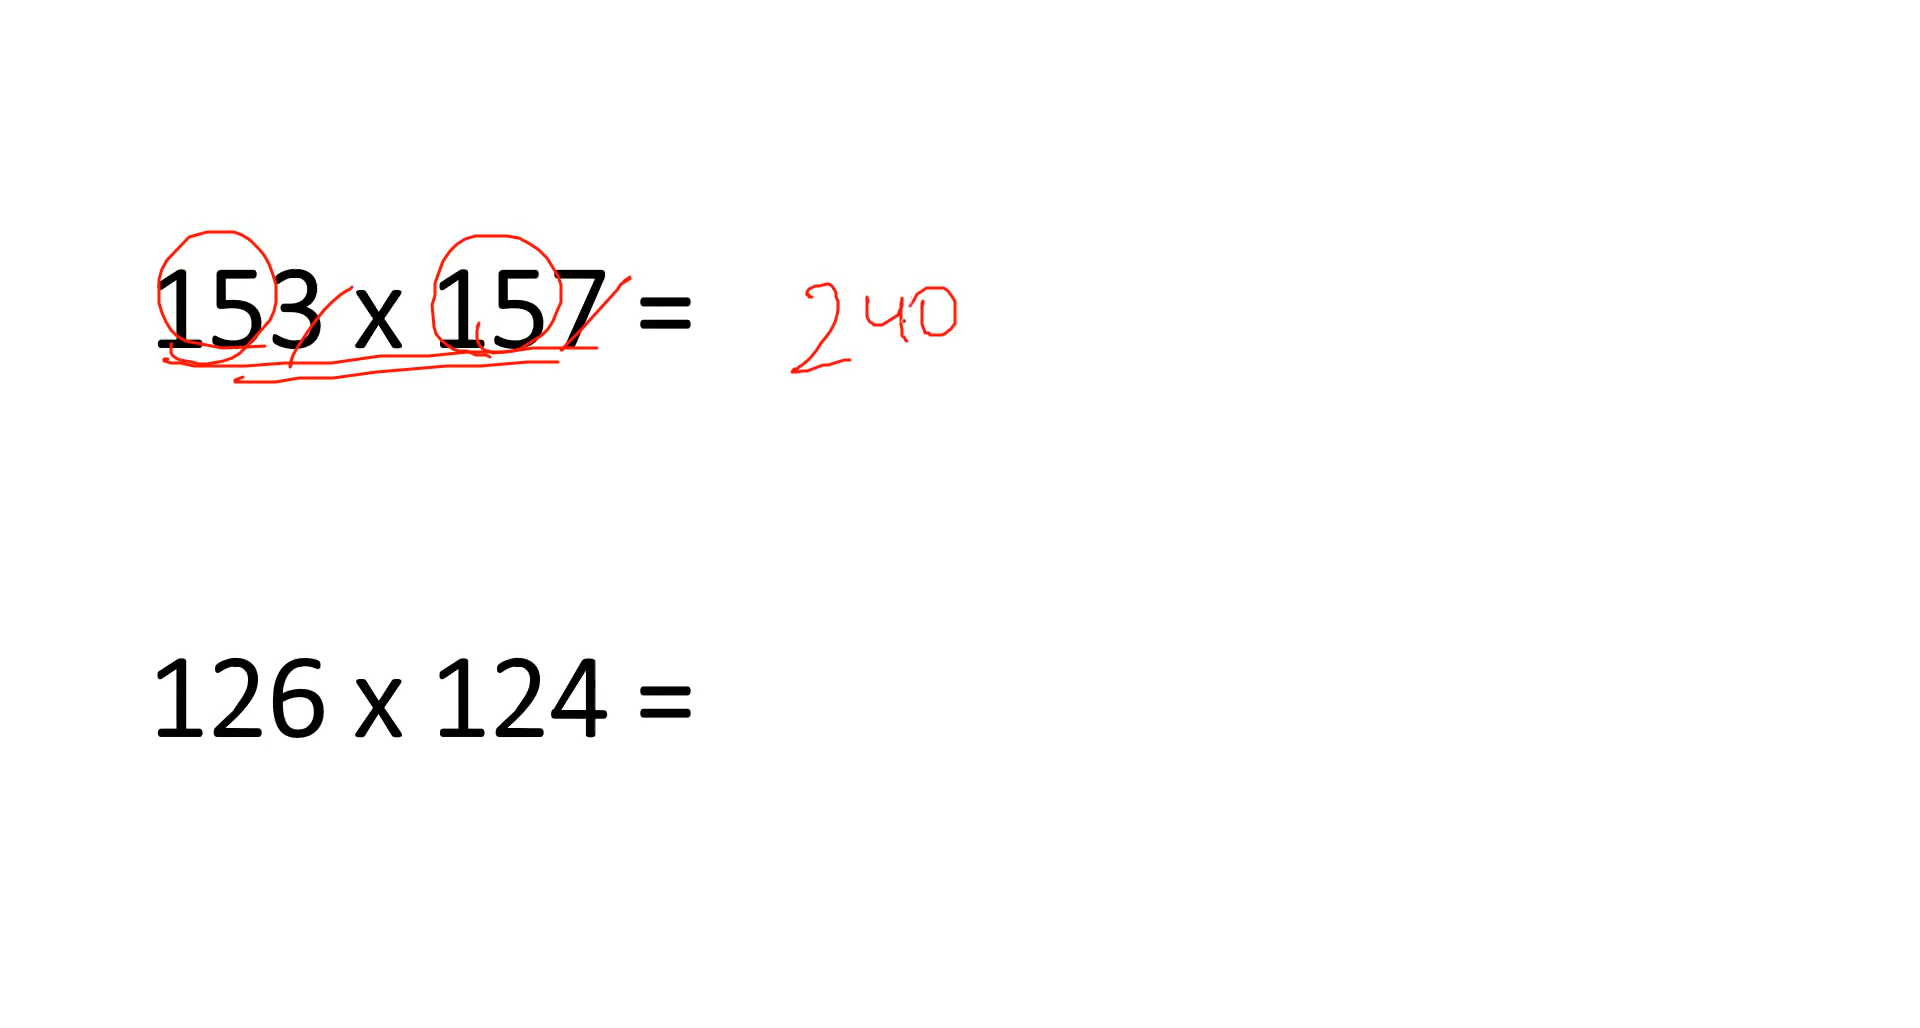 153 x 157 = 240
126 x 124 =